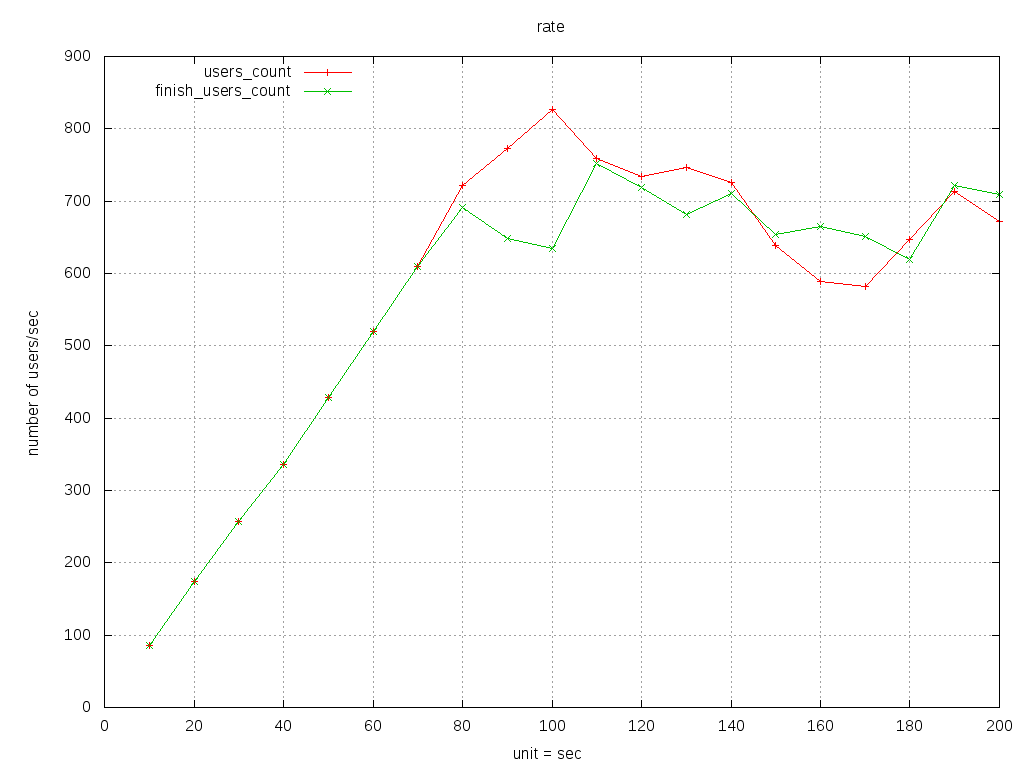 rate
900
800
700
600
500
400
300
200
100
0
users_count
finish_users_count
number of users/sec
0 20 40 60 80 100 120 140 160 180 200
unit = sec